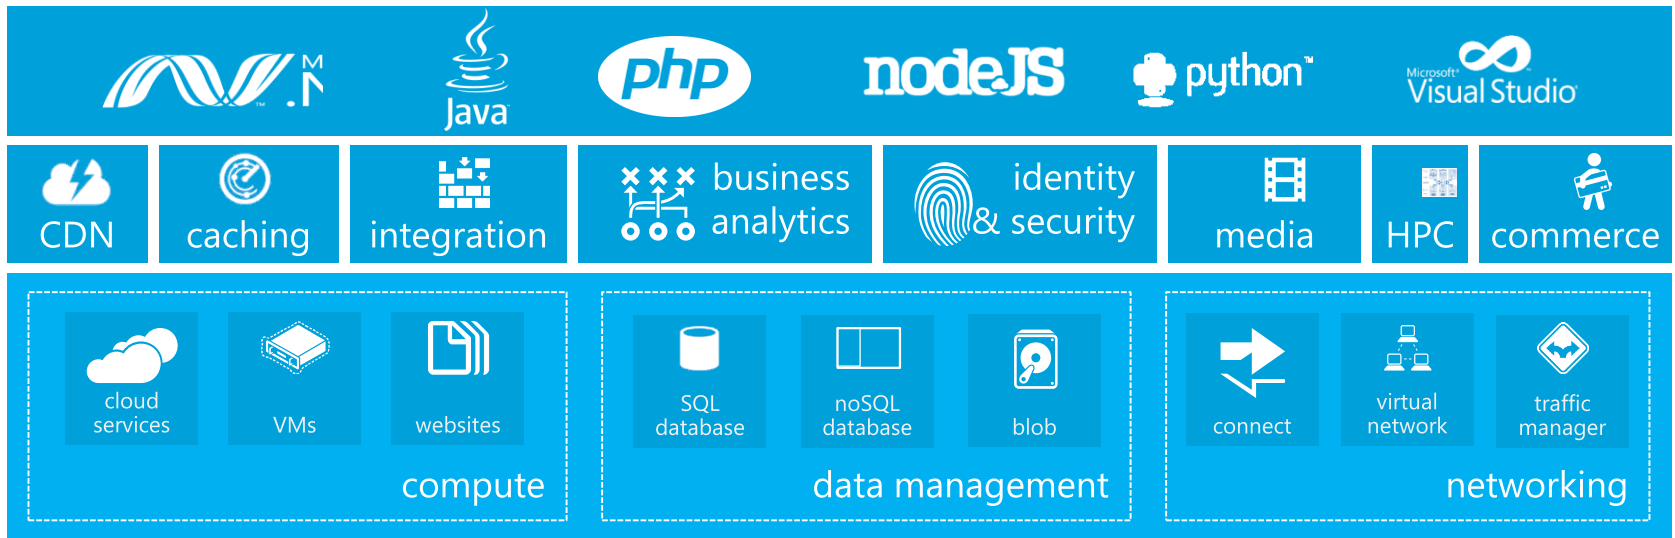 M
.N
Java
php
nodeJS
python™
Microsoft®
Visual Studio®
CDN
caching
integration
business
analytics
identity
& security
media
HPC
commerce
cloud
services
VMs
websites
compute
SQL
database
noSQL
database
blob
data management
connect
virtual
network
traffic
manager
networking